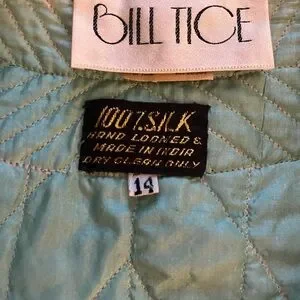 BILL TICE
100%.SILK
HAND LOOMED &
MADE IN INDIA
DRY CLEAN ONLY
14